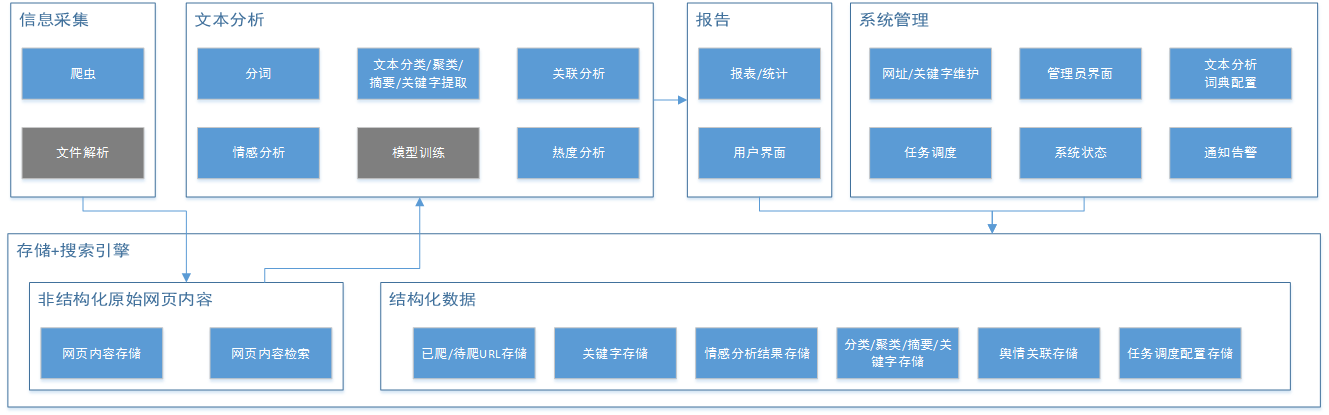 信息采集
爬虫
文件解析
文本分析
分词
文本分类/聚类/
摘要/关键字提取
关联分析
情感分析
模型训练
热度分析
报告
报表/统计
用户界面
系统管理
网址/关键字维护
管理员界面
文本分析
词典配置
任务调度
系统状态
通知告警
存储+搜索引擎
非结构化原始网页内容
网页内容存储
网页内容检索
结构化数据
已爬/待爬URL存储
关键字存储
情感分析结果存储
分类/聚类/摘要/关
键字存储
舆情关联存储
任务调度配置存储